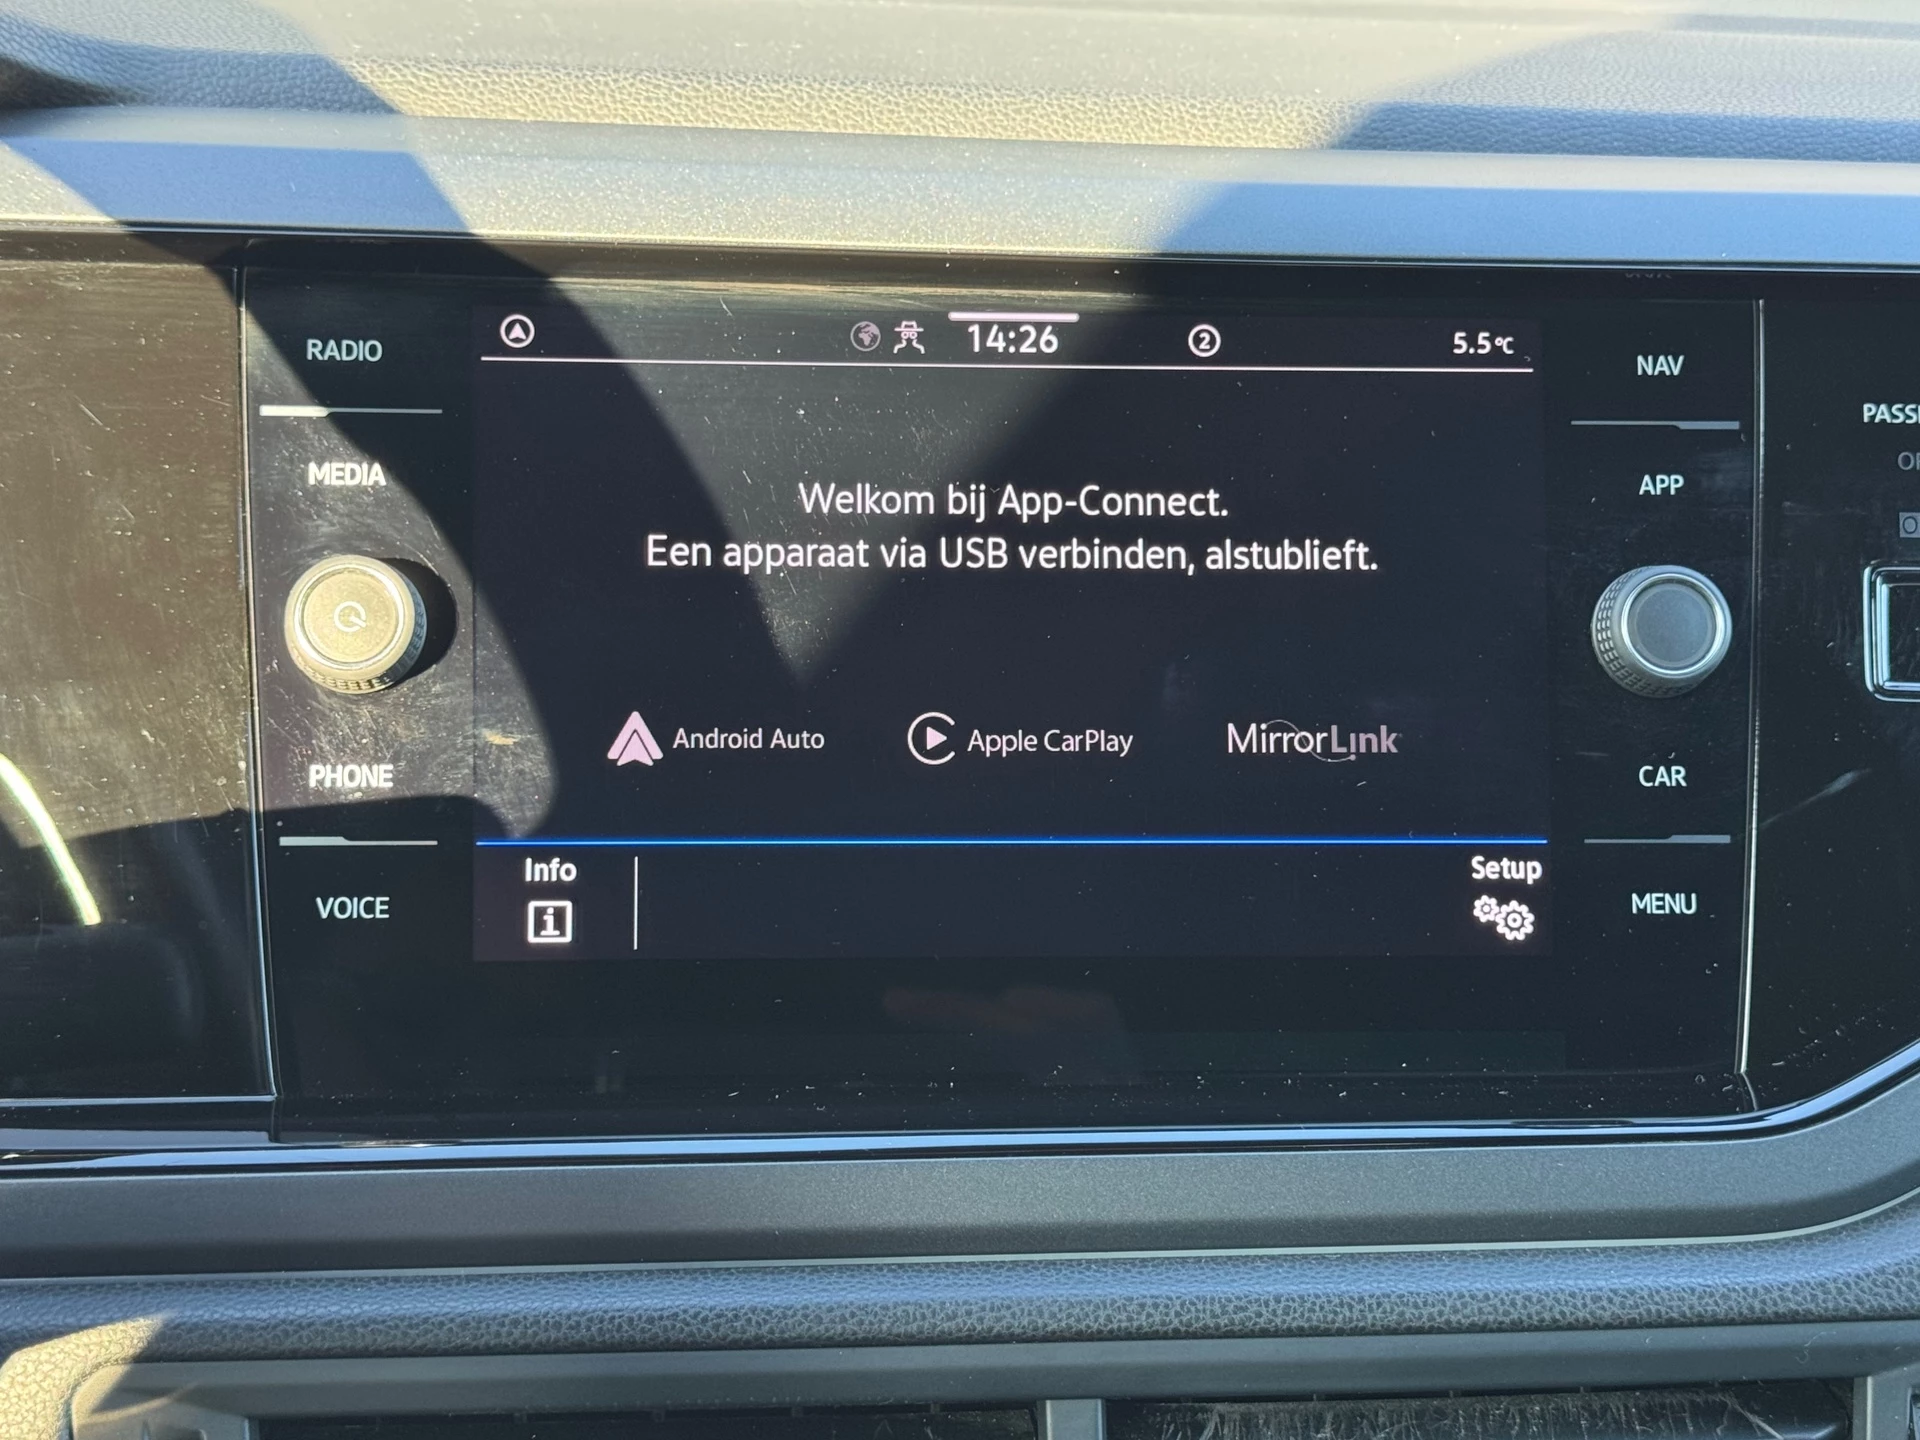 14:26
2
5.5°C
RADIO
MEDIA
PHONE
VOICE
Welkom bij App-Connect.
Een apparaat via USB verbinden, alstublieft.
Android Auto
Apple CarPlay
MirrorLink
Info
i
Setup
NAV
APP
CAR
MENU